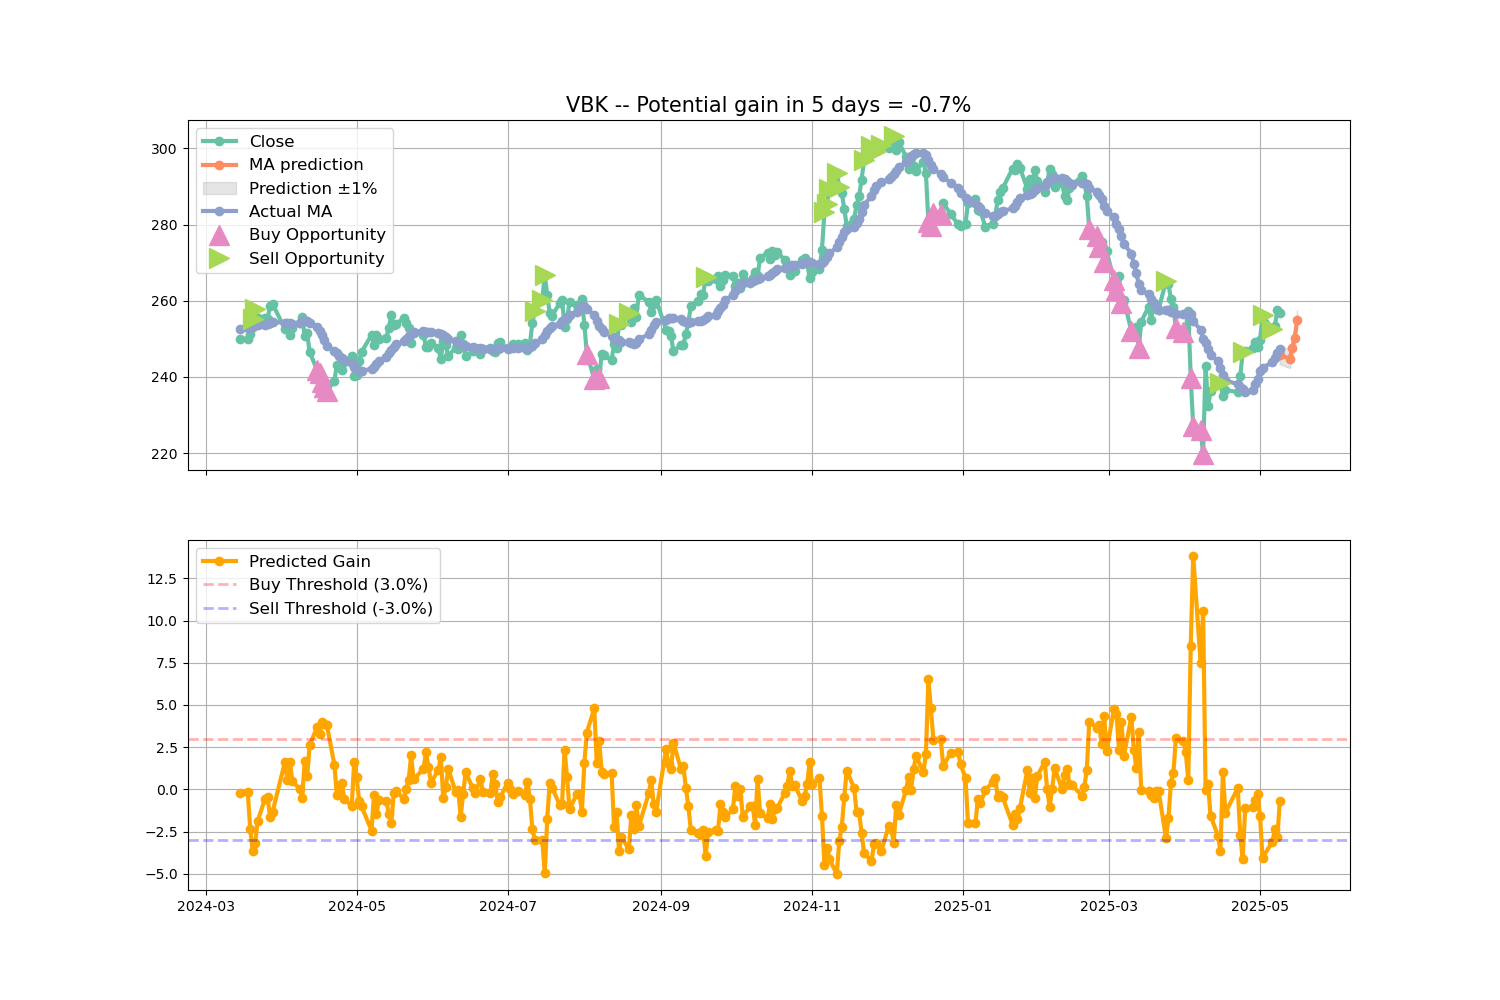 VBK -- Potential gain in 5 days = -0.7%
Close
MA prediction
Prediction ±1%
Actual MA
Buy Opportunity
Sell Opportunity
300
280
260
240
220
Predicted Gain
Buy Threshold (3.0%)
Sell Threshold (-3.0%)
12.5
10.0
7.5
5.0
2.5
0.0
−2.5
−5.0
2024-03 2024-05 2024-07 2024-09 2024-11 2025-01 2025-03 2025-05